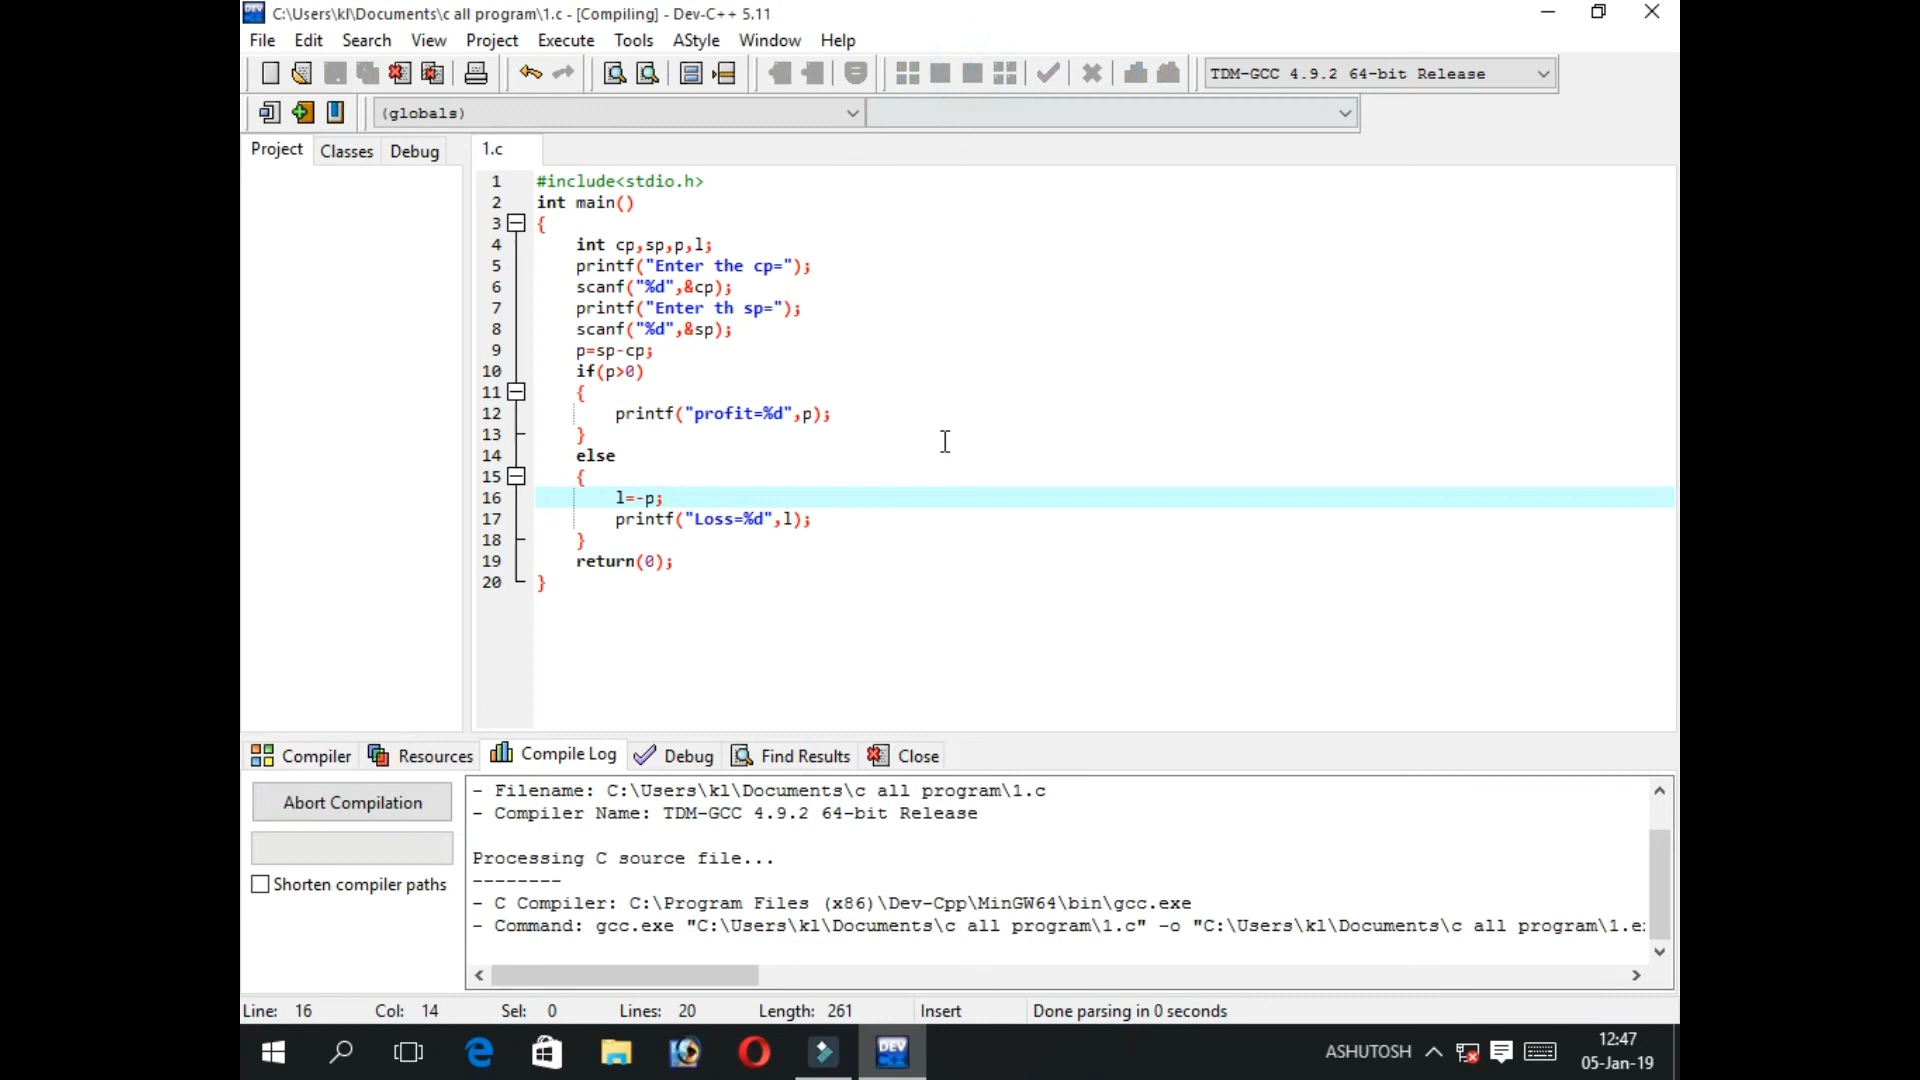 C:\Users\kl\Documents\c all program\1.c - [Compiling] - Dev-C++ 5.11
File Edit Search View Project Execute Tools AStyle Window Help
TDM-GCC 4.9.2 64-bit Release
(globals)
Project Classes Debug 1.c
1 #include<stdio.h>
2 int main()
3 {
4 int cp,sp,p,l;
5 printf("Enter the cp=");
6 scanf("%d",&cp);
7 printf("Enter th sp=");
8 scanf("%d",&sp);
9 p=sp-cp;
10 if(p>0)
11 {
12 printf("profit=%d",p);
13 }
14 else
15 {
16 l=-p;
17 printf("Loss=%d",l);
18 }
19 return(0);
20 }
Compiler Resources Compile Log Debug Find Results Close
Abort Compilation
Shorten compiler paths
- Filename: C:\Users\kl\Documents\c all program\1.c
- Compiler Name: TDM-GCC 4.9.2 64-bit Release
Processing C source file...
--------
- C Compiler: C:\Program Files (x86)\Dev-Cpp\MinGW64\bin\gcc.exe
- Command: gcc.exe "C:\Users\kl\Documents\c all program\1.c" -o "C:\Users\kl\Documents\c all program\1.e
Line: 16 Col: 14 Sel: 0 Lines: 20 Length: 261 Insert Done parsing in 0 seconds
DEV
ASHUTOSH
12:47
05-Jan-19